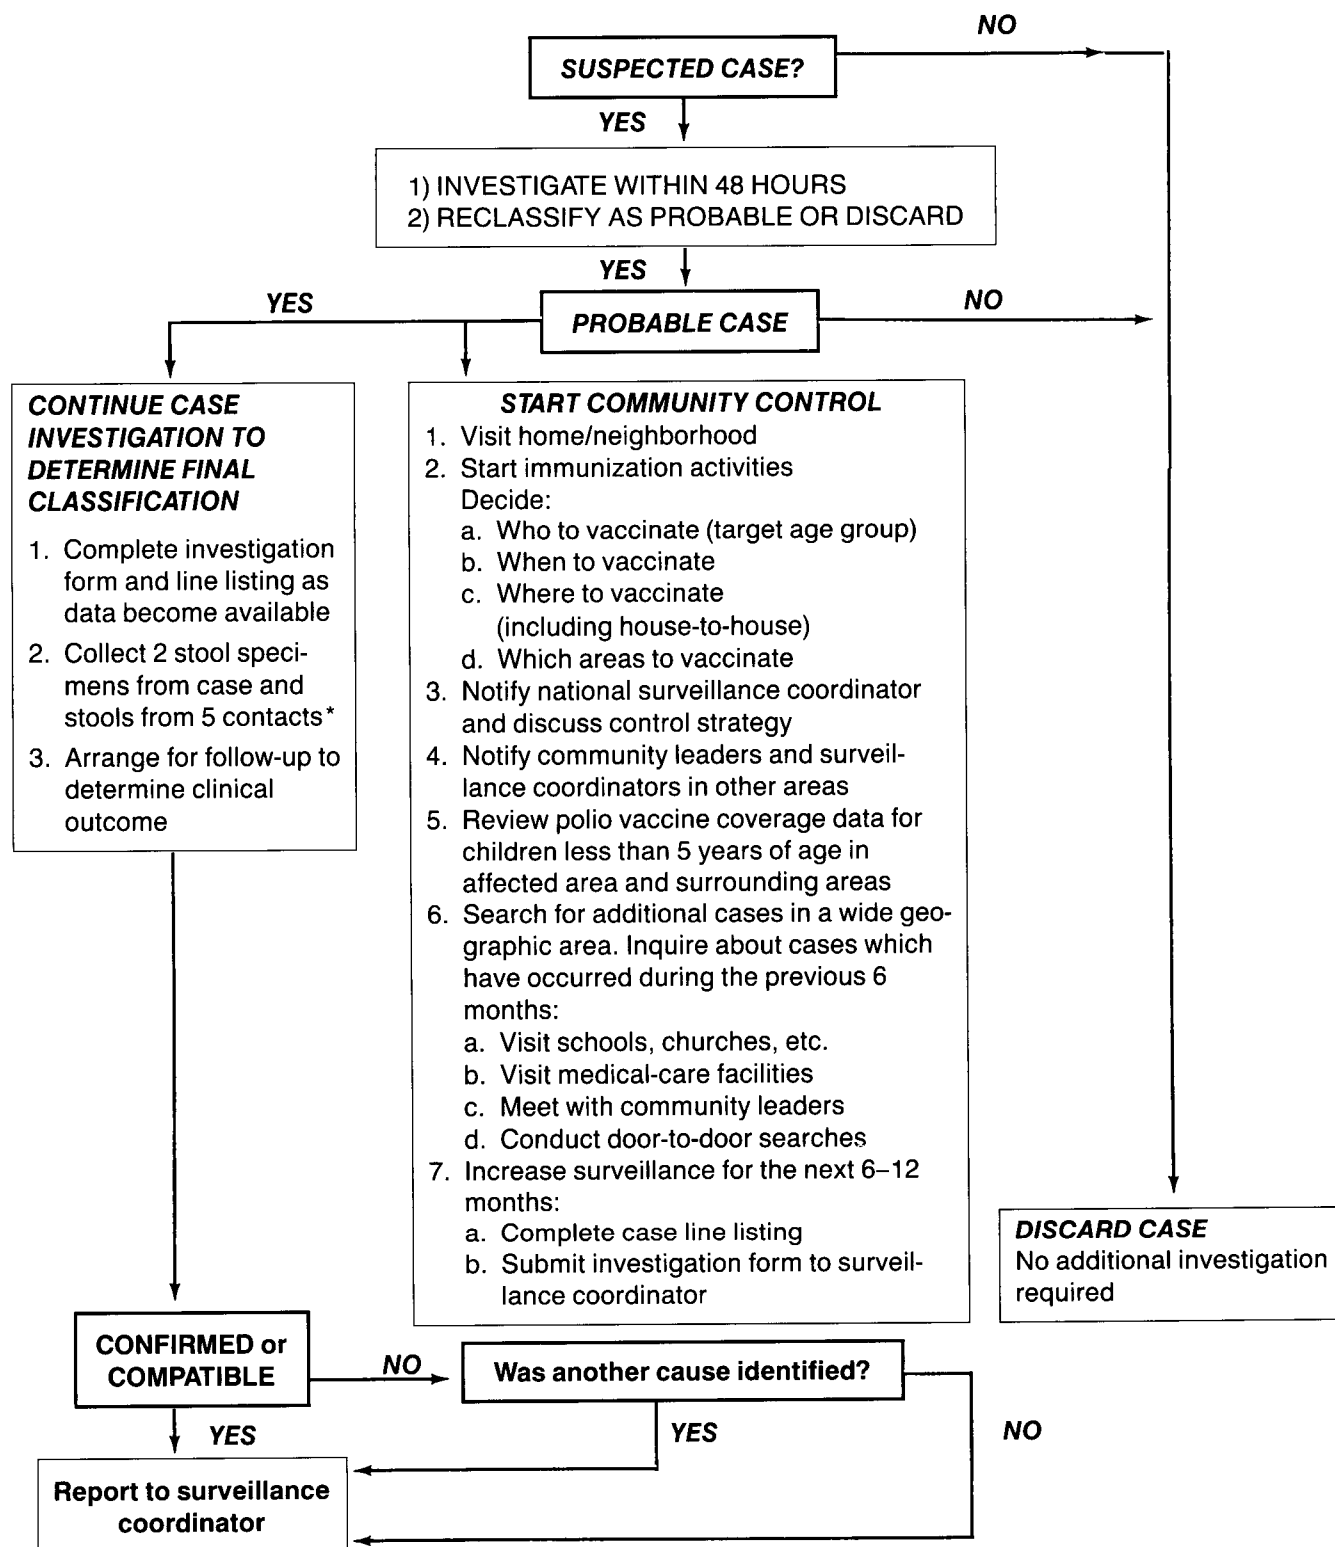 NO
SUSPECTED CASE?
YES
1) INVESTIGATE WITHIN 48 HOURS
2) RECLASSIFY AS PROBABLE OR DISCARD
YES
YES
PROBABLE CASE
NO
CONTINUE CASE
INVESTIGATION TO
DETERMINE FINAL
CLASSIFICATION
1. Complete investigation
form and line listing as
data become available
2. Collect 2 stool speci-
mens from case and
stools from 5 contacts*
3. Arrange for follow-up to
determine clinical
outcome
START COMMUNITY CONTROL
1. Visit home/neighborhood
2. Start immunization activities
Decide:
a. Who to vaccinate (target age group)
b. When to vaccinate
c. Where to vaccinate
(including house-to-house)
d. Which areas to vaccinate
3. Notify national surveillance coordinator
and discuss control strategy
4. Notify community leaders and surveil-
lance coordinators in other areas
5. Review polio vaccine coverage data for
children less than 5 years of age in
affected area and surrounding areas
6. Search for additional cases in a wide geo-
graphic area. Inquire about cases which
have occurred during the previous 6
months:
a. Visit schools, churches, etc.
b. Visit medical-care facilities
c. Meet with community leaders
d. Conduct door-to-door searches
7. Increase surveillance for the next 6–12
months:
a. Complete case line listing
b. Submit investigation form to surveil-
lance coordinator
DISCARD CASE
No additional investigation
required
CONFIRMED or
COMPATIBLE
NO
Was another cause identified?
YES
YES
NO
Report to surveillance
coordinator